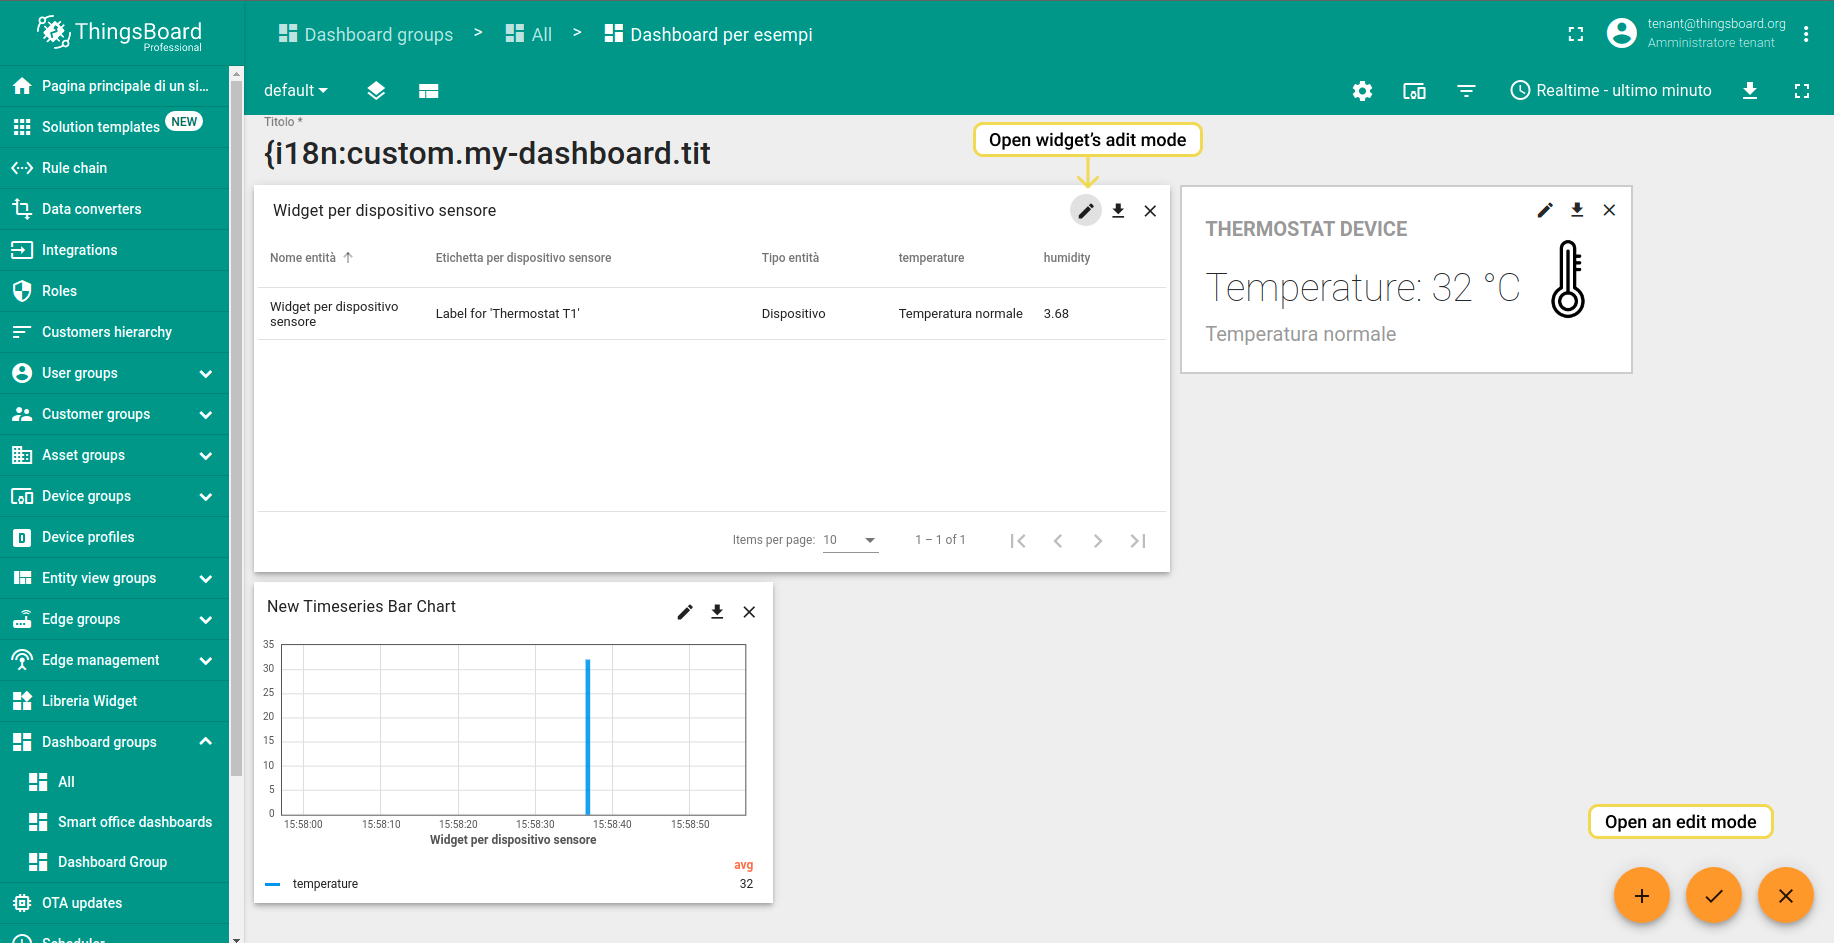 ThingsBoard
Professional
Dashboard groups > All > Dashboard per esempi
tenant@thingsboard.org
Amministratore tenant
default
Realtime - ultimo minuto
Pagina principale di un si...
Solution templates NEW
Rule chain
Data converters
Integrations
Roles
Customers hierarchy
User groups
Customer groups
Asset groups
Device groups
Device profiles
Entity view groups
Edge groups
Edge management
Libreria Widget
Dashboard groups
All
Smart office dashboards
Dashboard Group
OTA updates
Scheduler
Titolo *
{i18n:custom.my-dashboard.tit
Open widget's adit mode
Widget per dispositivo sensore
Nome entità Etichetta per dispositivo sensore Tipo entità temperature humidity
Widget per dispositivo
sensore
Label for 'Thermostat T1' Dispositivo Temperatura normale 3.68
Items per page: 10 1 – 1 of 1
THERMOSTAT DEVICE
Temperature: 32 °C
Temperatura normale
New Timeseries Bar Chart
35
30
25
20
15
10
5
0
15:58:00 15:58:10 15:58:20 15:58:30 15:58:40 15:58:50
Widget per dispositivo sensore
avg
temperature 32
Open an edit mode